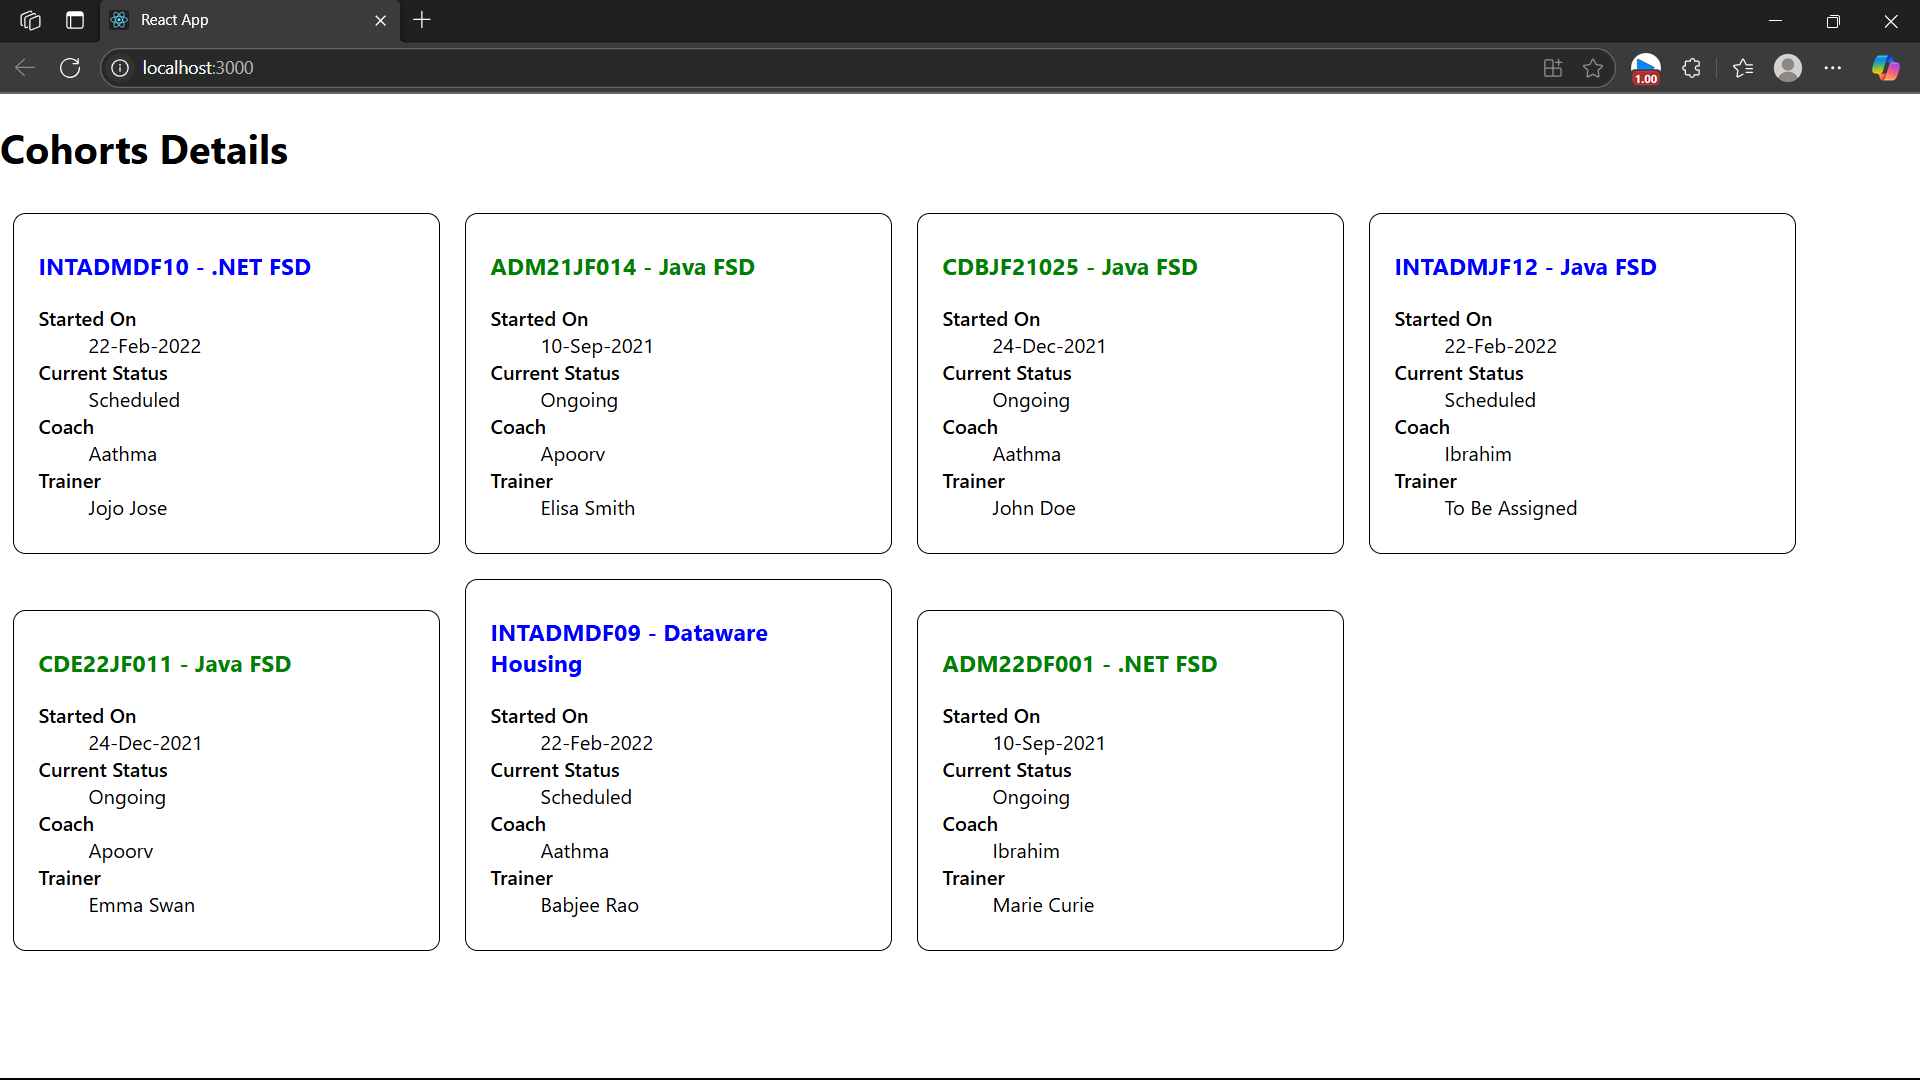 React App
localhost:3000
1.00
Cohorts Details
INTADMDF10 - .NET FSD
Started On
22-Feb-2022
Current Status
Scheduled
Coach
Aathma
Trainer
Jojo Jose
ADM21JF014 - Java FSD
Started On
10-Sep-2021
Current Status
Ongoing
Coach
Apoorv
Trainer
Elisa Smith
CDBJF21025 - Java FSD
Started On
24-Dec-2021
Current Status
Ongoing
Coach
Aathma
Trainer
John Doe
INTADMJF12 - Java FSD
Started On
22-Feb-2022
Current Status
Scheduled
Coach
Ibrahim
Trainer
To Be Assigned
CDE22JF011 - Java FSD
Started On
24-Dec-2021
Current Status
Ongoing
Coach
Apoorv
Trainer
Emma Swan
INTADMDF09 - Dataware
Housing
Started On
22-Feb-2022
Current Status
Scheduled
Coach
Aathma
Trainer
Babjee Rao
ADM22DF001 - .NET FSD
Started On
10-Sep-2021
Current Status
Ongoing
Coach
Ibrahim
Trainer
Marie Curie